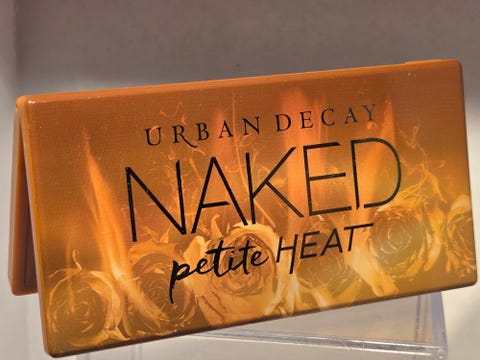 URBAN DECAY
NAKED
petite HEAT